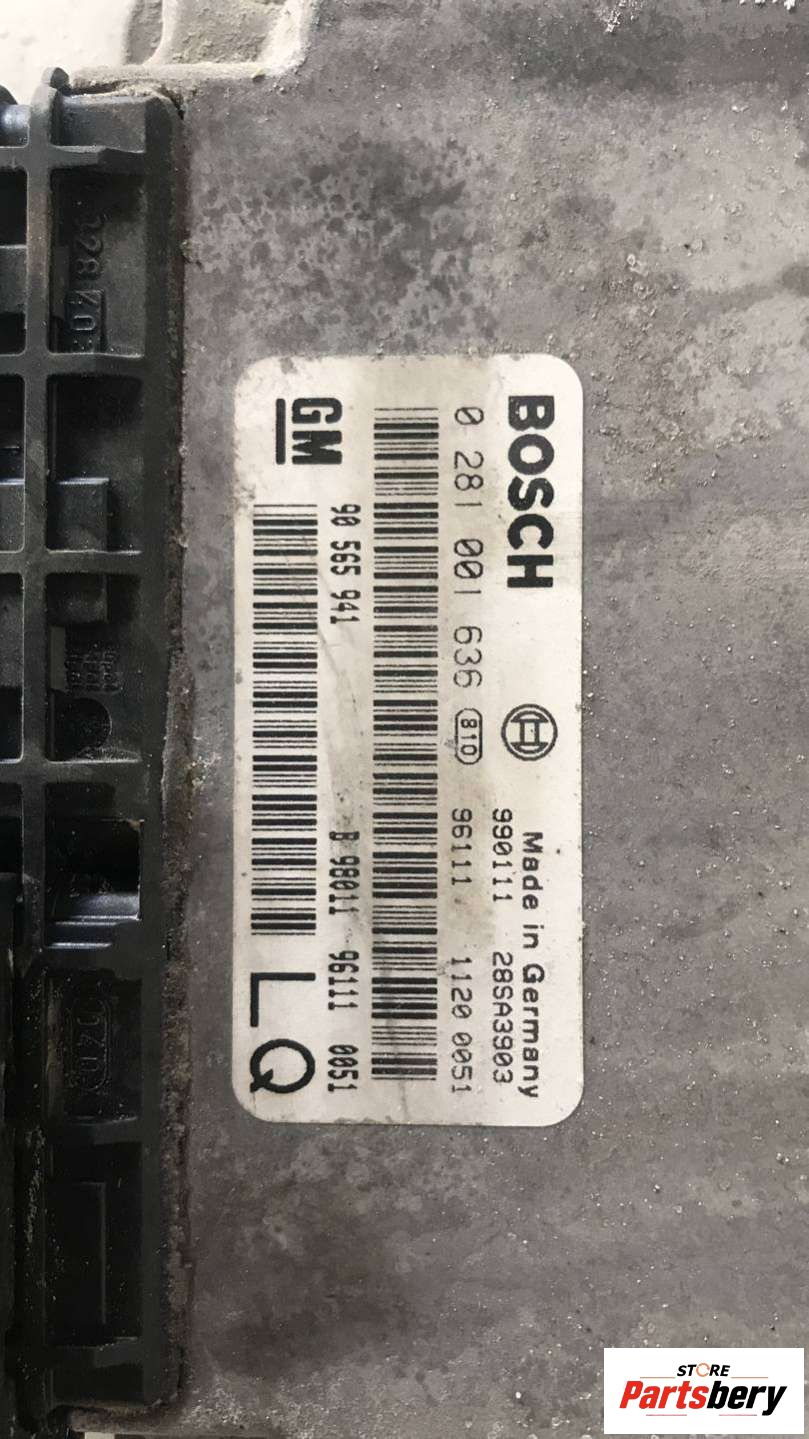 BOSCH
Made in Germany
990111 28SA3903
0 281 001 636 810 96111 1120 0051
GM
90 565 941 B 98011 96111 0051
LQ
STORE
Partsbery